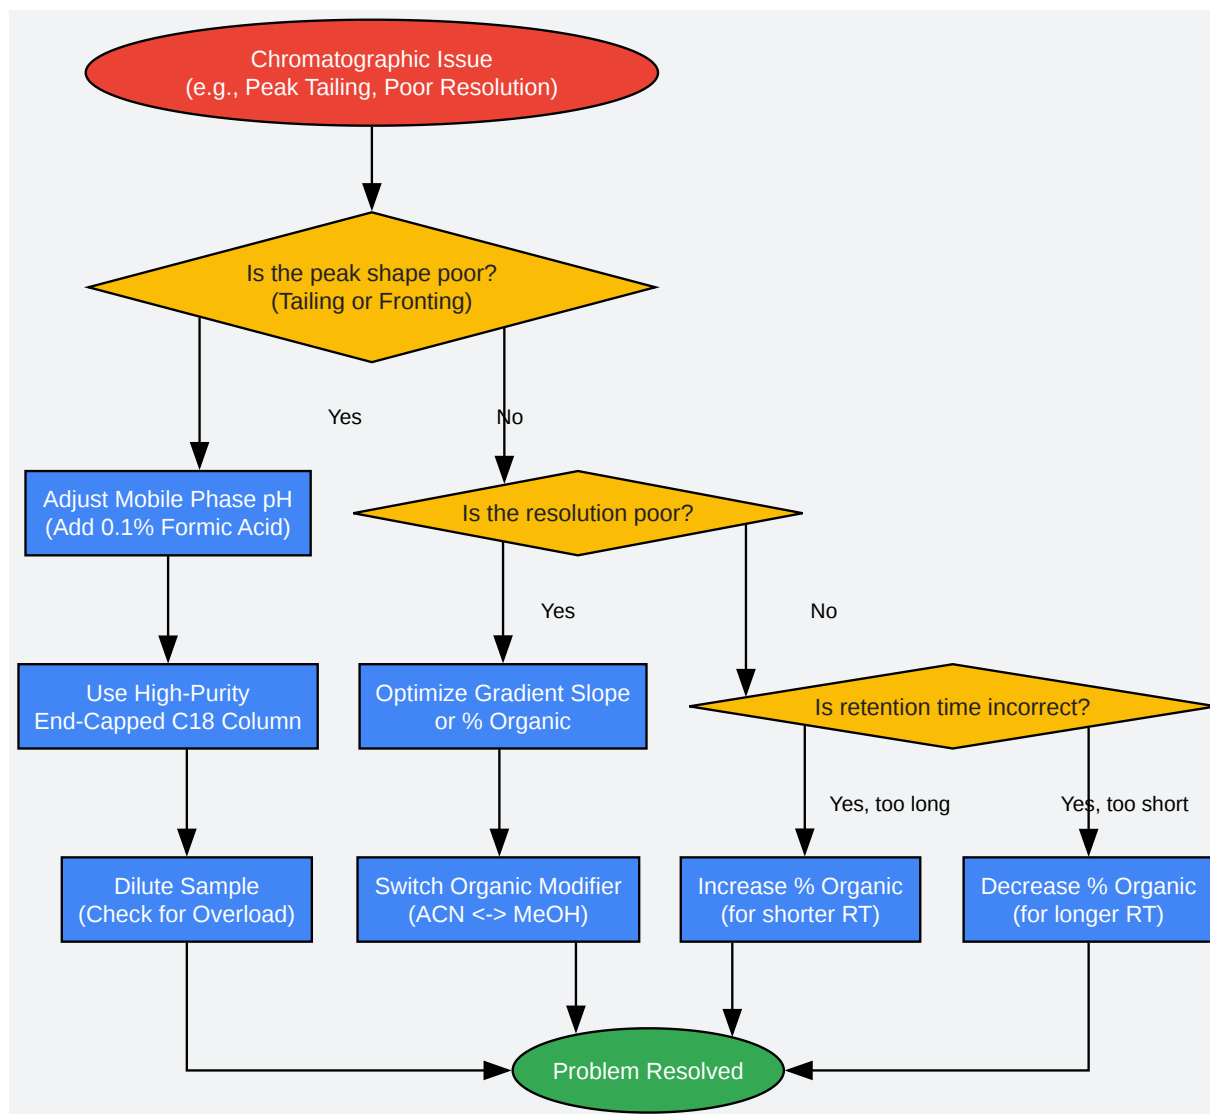 Chromatographic Issue
(e.g., Peak Tailing, Poor Resolution)
Is the peak shape poor?
(Tailing or Fronting)
Yes
No
Adjust Mobile Phase pH
(Add 0.1% Formic Acid)
Is the resolution poor?
Yes
No
Use High-Purity
End-Capped C18 Column
Optimize Gradient Slope
or % Organic
Is retention time incorrect?
Yes, too long
Yes, too short
Dilute Sample
(Check for Overload)
Switch Organic Modifier
(ACN <-> MeOH)
Increase % Organic
(for shorter RT)
Decrease % Organic
(for longer RT)
Problem Resolved